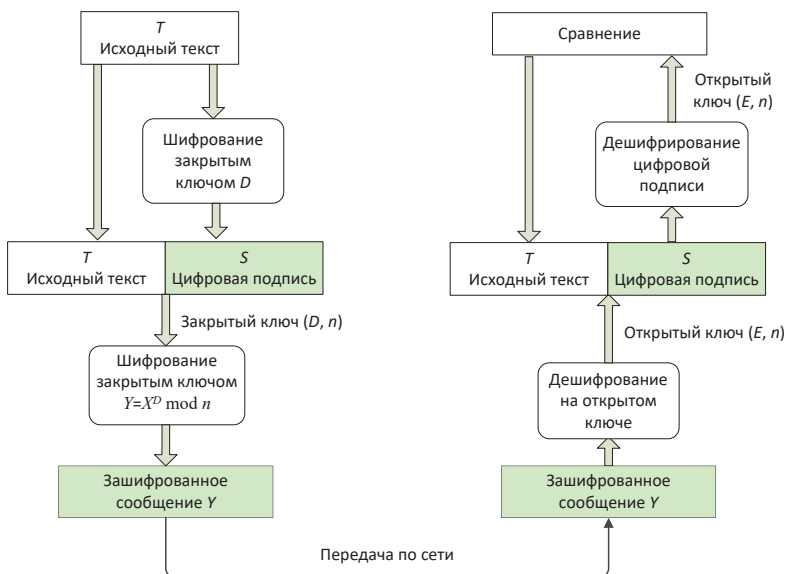 T
Исходный текст
Шифрование
закрытым
ключом D
T
Исходный текст
S
Цифровая подпись
Закрытый ключ (D, n)
Шифрование
закрытым ключом
Y=X^D mod n
Зашифрованное
сообщение Y
Передача по сети
Сравнение
Открытый
ключ (E, n)
Дешифрирование
цифровой
подписи
T
Исходный текст
S
Цифровая подпись
Открытый ключ (E, n)
Дешифрование
на открытом
ключе
Зашифрованное
сообщение Y